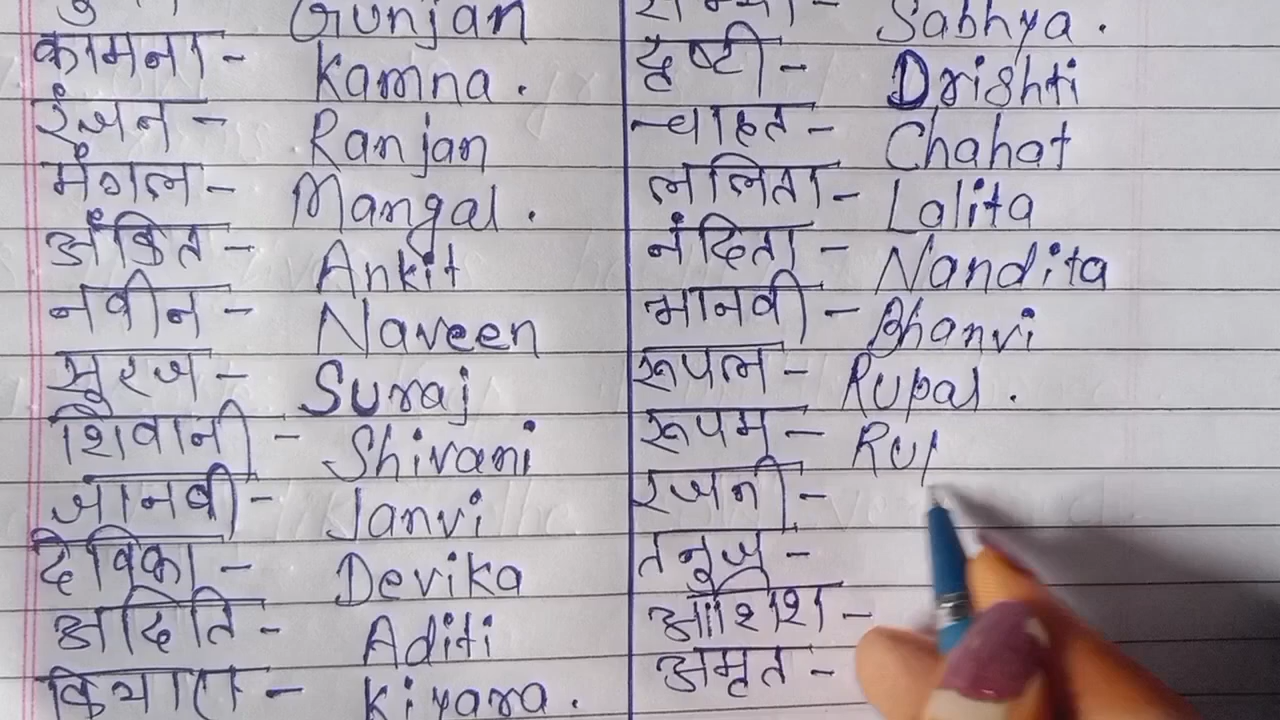 Gunjan
कामना - Kamna.
रंजन - Ranjan
मंगल - Mangal.
अंकित - Ankit
नवीन - Naveen
सुरज - Suraj
शिवानी - Shivani
जानवी - Janvi
देविका - Devika
अदिति - Aditi
कियारा - Kiyara.
Sabhya.
दृष्टी - Drishti
चाहत - Chahat
ललिता - Lalita
नंदिता - Nandita
भानवी - Bhanvi
रूपल - Rupal.
रूपम - Rup
रजनी -
तनुज -
आशिश -
अमृत -